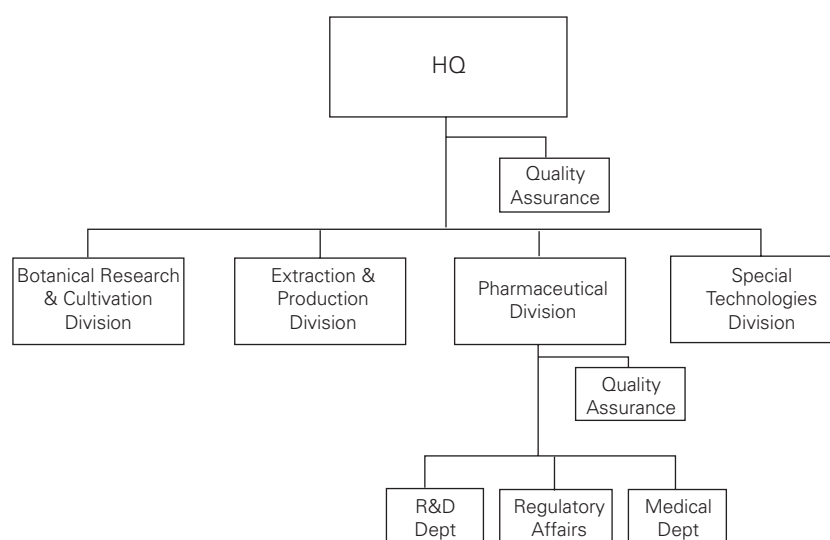 HQ
Quality
Assurance
Botanical Research
& Cultivation
Division
Extraction &
Production
Division
Pharmaceutical
Division
Special
Technologies
Division
Quality
Assurance
R&D
Dept
Regulatory
Affairs
Medical
Dept